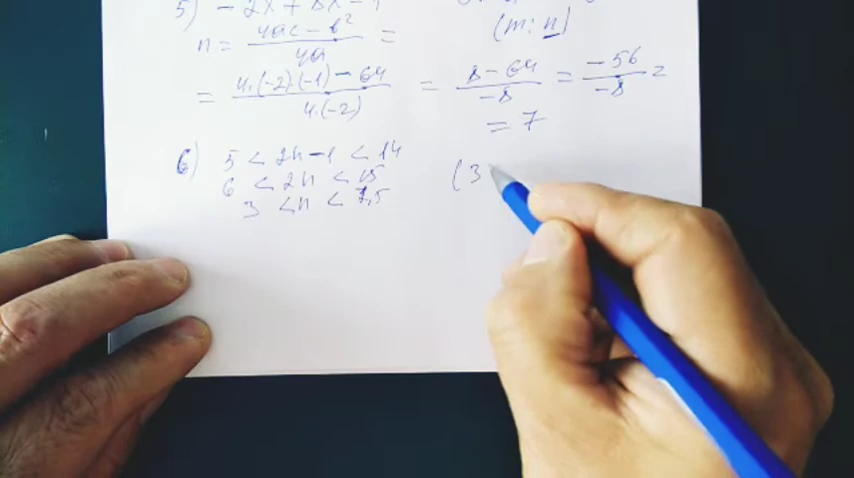 5) - 2x + 8x - 1
n = 4ac - b² / 4a =
(m; n)
= 4·(-2)·(-1) - 64 / 4·(-2) = 8 - 64 / -8 = -56 / -8 =
= 7
6) 5 < 2n - 1 < 14
6 < 2n < 15
3 < n < 7,5
(3